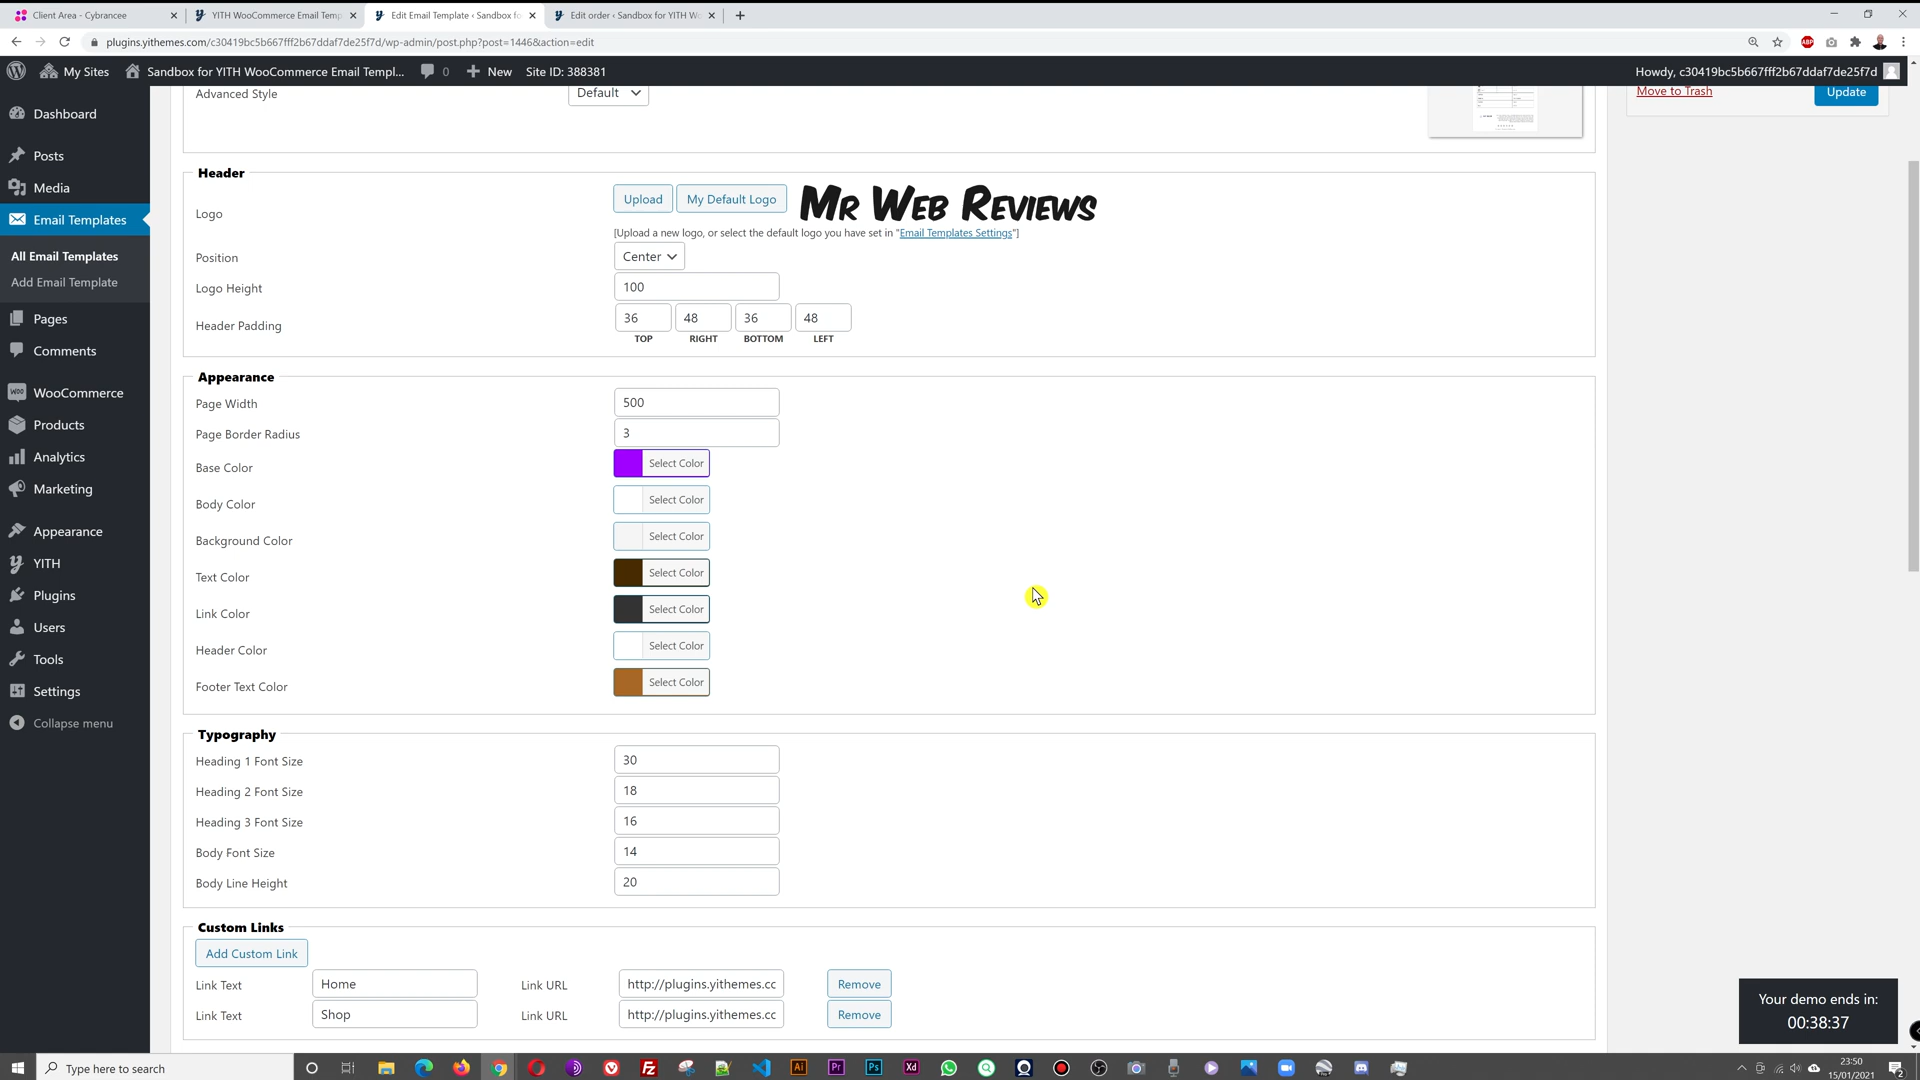 Client Area - Cybrancee
YITH WooCommerce Email Temp
Edit Email Template ‹ Sandbox fo
Edit order ‹ Sandbox for YITH W
plugins.yithemes.com/c30419bc5b667fff2b67ddaf7de25f7d/wp-admin/post.php?post=1446&action=edit
My Sites
Sandbox for YITH WooCommerce Email Templ...
0
New
Site ID: 388381
Howdy, c30419bc5b667fff2b67ddaf7de25f7d
Dashboard
Posts
Media
Email Templates
All Email Templates
Add Email Template
Pages
Comments
WooCommerce
Products
Analytics
Marketing
Appearance
YITH
Plugins
Users
Tools
Settings
Collapse menu
Advanced Style
Default
Move to Trash
Update
Header
Logo
Upload
My Default Logo
Mr Web Reviews
[Upload a new logo, or select the default logo you have set in "Email Templates Settings"]
Position
Center
Logo Height
100
Header Padding
36 48 36 48
TOP RIGHT BOTTOM LEFT
Appearance
Page Width
500
Page Border Radius
3
Base Color
Select Color
Body Color
Select Color
Background Color
Select Color
Text Color
Select Color
Link Color
Select Color
Header Color
Select Color
Footer Text Color
Select Color
Typography
Heading 1 Font Size
30
Heading 2 Font Size
18
Heading 3 Font Size
16
Body Font Size
14
Body Line Height
20
Custom Links
Add Custom Link
Link Text
Home
Link URL
http://plugins.yithemes.cc
Remove
Link Text
Shop
Link URL
http://plugins.yithemes.cc
Remove
Your demo ends in:
00:38:37
Type here to search
23:50
15/01/2021